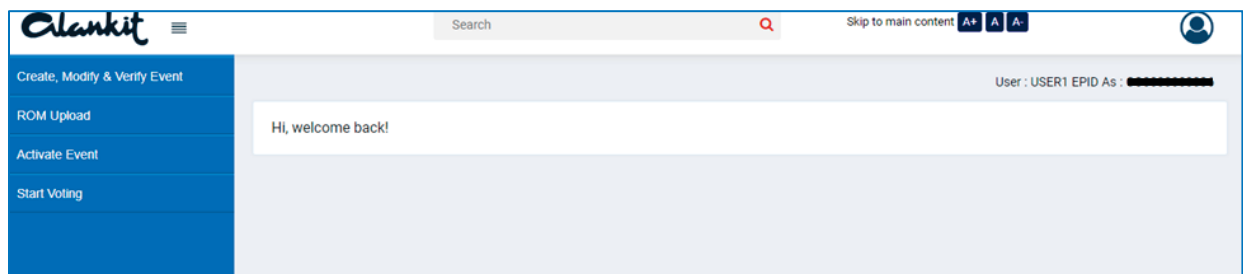 Alankit
Search
Skip to main content A+ A A-
User : USER1 EPID As :
Create, Modify & Verify Event
ROM Upload
Activate Event
Start Voting
Hi, welcome back!